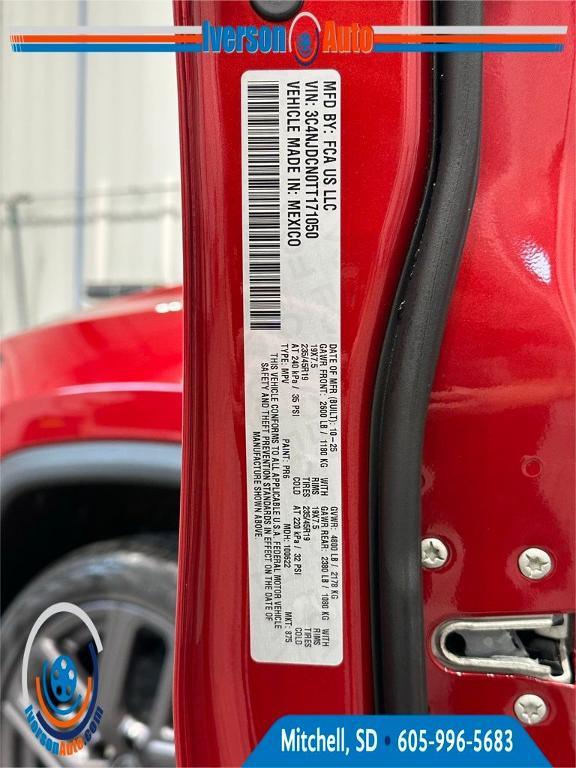 Iverson Auto
MFD BY: FCA US LLC
VIN: 3C4NJDCN0TT171050
VEHICLE MADE IN: MEXICO
DATE OF MFR (BUILT): 10-25 GVWR: 4800 LB / 2178 KG
GAWR FRONT: 2600 LB / 1180 KG WITH GAWR REAR: 2380 LB / 1080 KG WITH
19X7.5 RIMS 19X7.5 RIMS
235/45R19 TIRES 235/45R19 TIRES
AT 240 kPa / 35 PSI COLD AT 220 kPa / 32 PSI COLD
TYPE: MPV PAINT: PR6 MDH: 100622 MKT: 875
THIS VEHICLE CONFORMS TO ALL APPLICABLE U.S.A. FEDERAL MOTOR VEHICLE
SAFETY AND THEFT PREVENTION STANDARDS IN EFFECT ON THE DATE OF
MANUFACTURE SHOWN ABOVE.
IversonAuto.com
Mitchell, SD • 605-996-5683